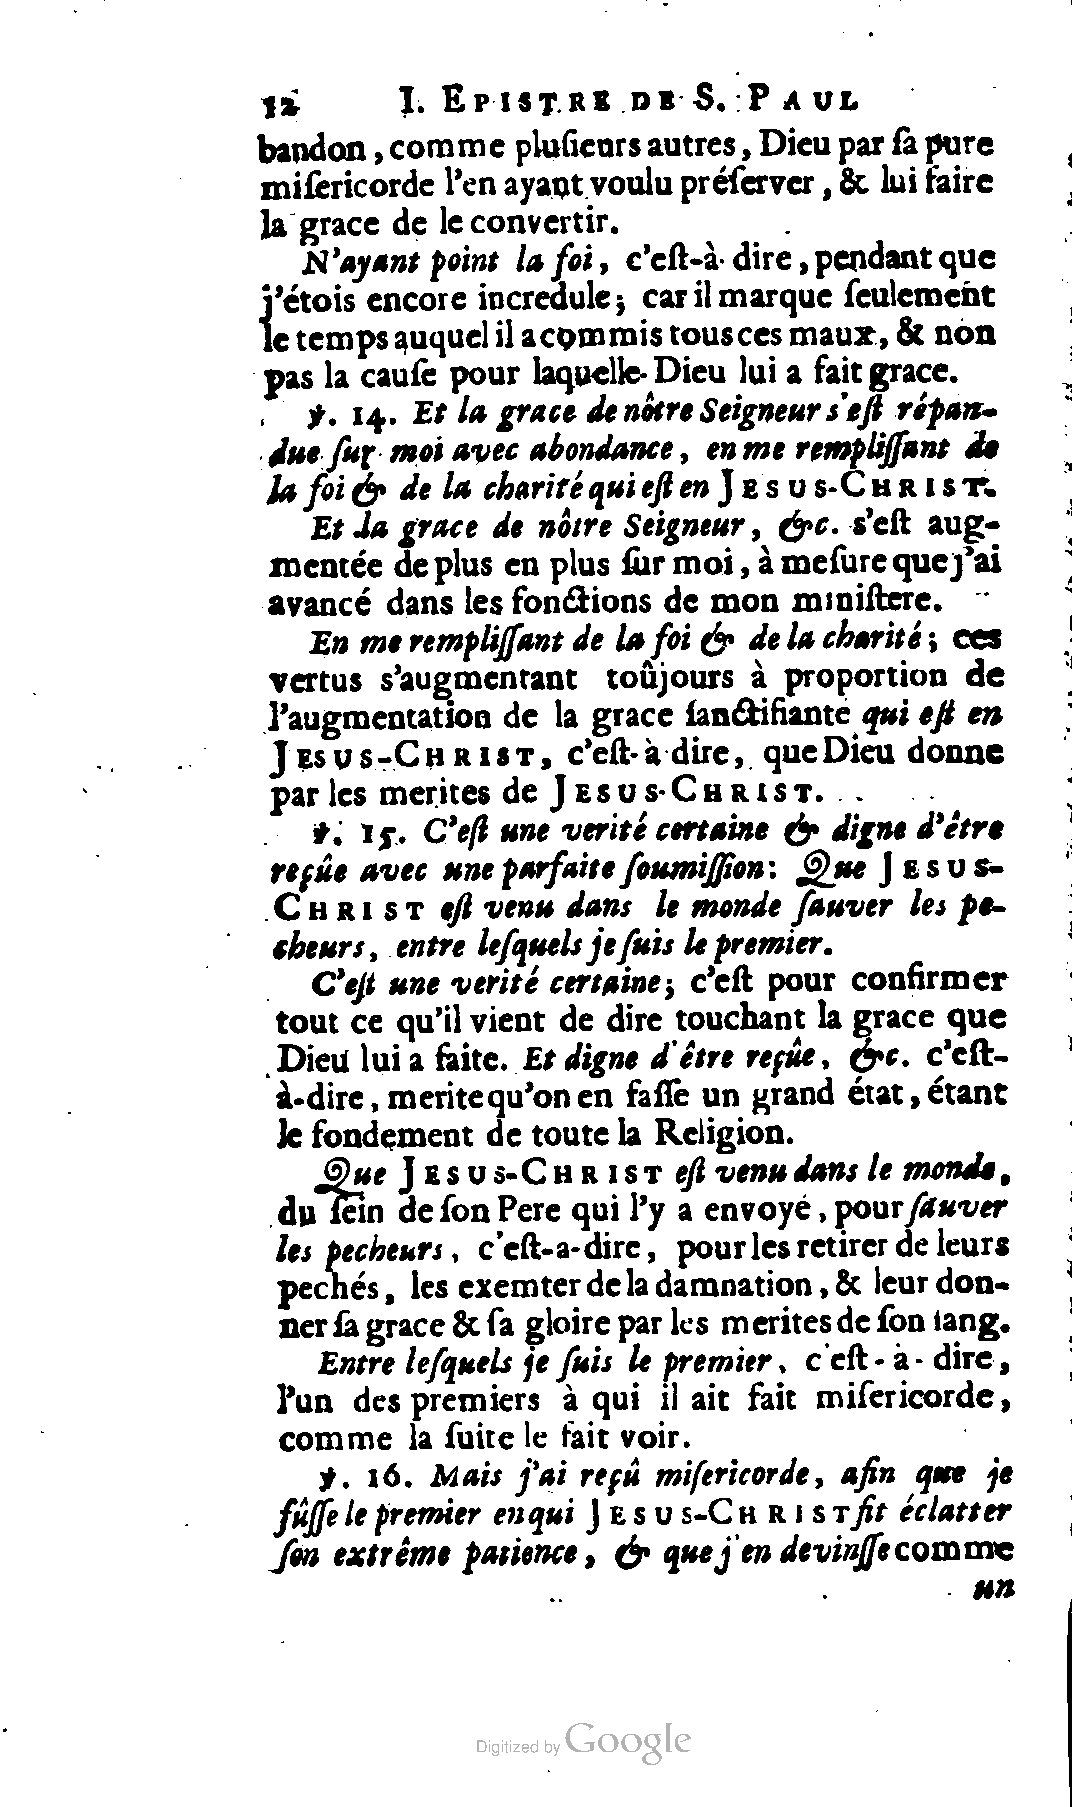 12 I. EPISTRE DE S. PAUL
bandon, comme pluſieurs autres, Dieu par ſa pure
miſericorde l'en ayant voulu préſerver, & lui faire
la grace de le convertir.
N'ayant point la foi, c'eſt-à-dire, pendant que
j'étois encore incredule; car il marque ſeulement
le temps auquel il a commis tous ces maux, & non
pas la cauſe pour laquelle Dieu lui a fait grace.
℣. 14. Et la grace de nôtre Seigneur s'eſt répan-
due ſur moi avec abondance, en me rempliſſant de
la foi & de la charité qui eſt en JESUS-CHRIST.
Et la grace de nôtre Seigneur, &c. s'eſt aug-
mentée de plus en plus ſur moi, à meſure que j'ai
avancé dans les fonctions de mon miniſtere.
En me rempliſſant de la foi & de la charité; ces
vertus s'augmentant toûjours à proportion de
l'augmentation de la grace ſanctifiante qui eſt en
JESUS-CHRIST, c'eſt-à-dire, que Dieu donne
par les merites de JESUS-CHRIST.
℣. 15. C'eſt une verité certaine & digne d'être
reçûe avec une parfaite ſoumiſſion: Que JESUS-
CHRIST eſt venu dans le monde ſauver les pe-
cheurs, entre leſquels je ſuis le premier.
C'eſt une verité certaine; c'eſt pour confirmer
tout ce qu'il vient de dire touchant la grace que
Dieu lui a faite. Et digne d'être reçûe, &c. c'eſt-
à-dire, merite qu'on en faſſe un grand état, étant
le fondement de toute la Religion.
Que JESUS-CHRIST eſt venu dans le monde,
du ſein de ſon Pere qui l'y a envoyé, pour ſauver
les pecheurs, c'eſt-a-dire, pour les retirer de leurs
pechés, les exemter de la damnation, & leur don-
ner ſa grace & ſa gloire par les merites de ſon ſang.
Entre leſquels je ſuis le premier, c'eſt-à-dire,
l'un des premiers à qui il ait fait miſericorde,
comme la ſuite le fait voir.
℣. 16. Mais j'ai reçû miſericorde, afin que je
fûſſe le premier en qui JESUS-CHRIST fit éclatter
ſon extrême patience, & que j'en devinſſe comme
un
Digitized by Google